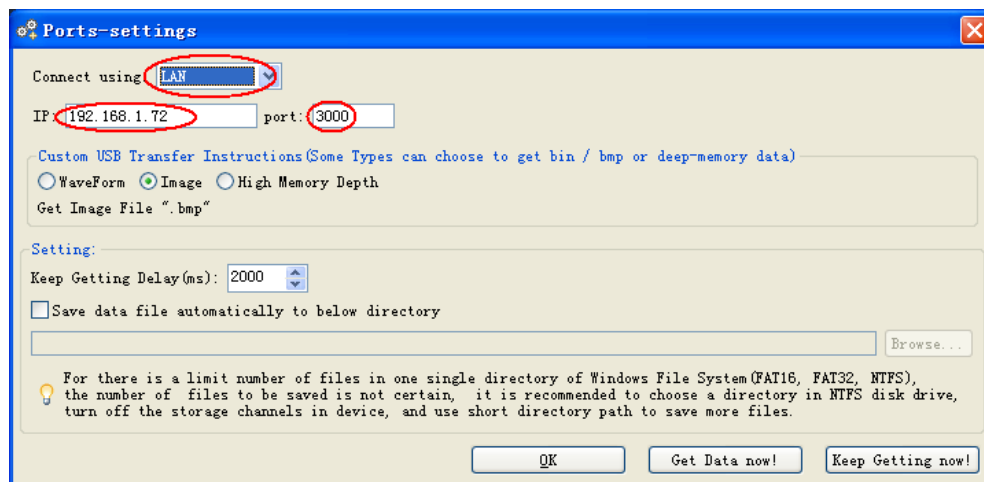 Ports-settings
Connect using: LAN
IP: 192.168.1.72 port: 3000
Custom USB Transfer Instructions(Some Types can choose to get bin / bmp or deep-memory data)
WaveForm Image High Memory Depth
Get Image File ".bmp"
Setting:
Keep Getting Delay(ms): 2000
Save data file automatically to below directory
Browse...
For there is a limit number of files in one single directory of Windows File System(FAT16, FAT32, NTFS),
the number of files to be saved is not certain, it is recommended to choose a directory in NTFS disk drive,
turn off the storage channels in device, and use short directory path to save more files.
OK Get Data now! Keep Getting now!